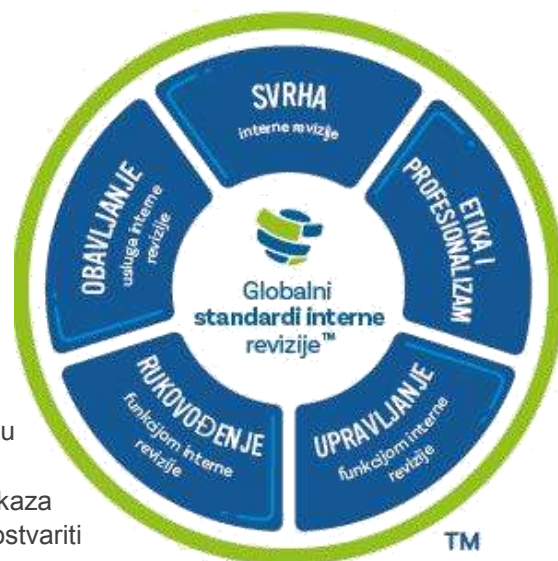 SVRHA
interne revizije
ETIKA I
PROFESIONALIZAM
UPRAVLJANJE
funkcijom interne
revizije
RUKOVOĐENJE
funkcijom interne
revizije
OBAVLJANJE
usluga interne
revizije
Globalni
standardi interne
revizije™
TM